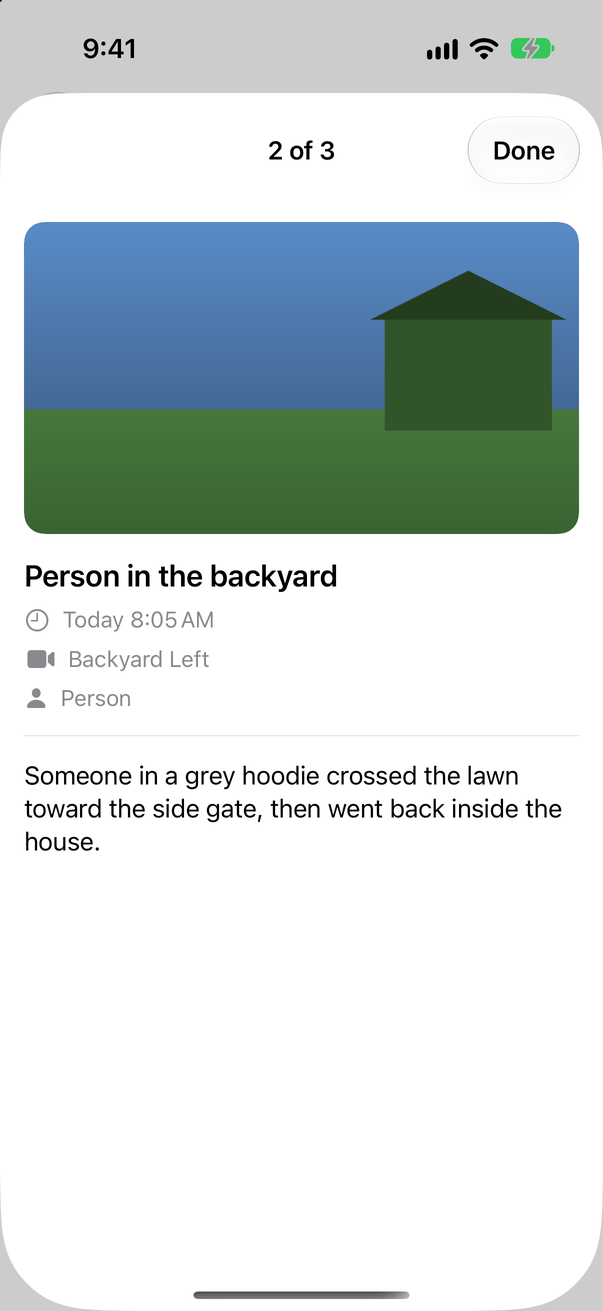 9:41
2 of 3
Done
Person in the backyard
Today 8:05 AM
Backyard Left
Person
Someone in a grey hoodie crossed the lawn
toward the side gate, then went back inside the
house.